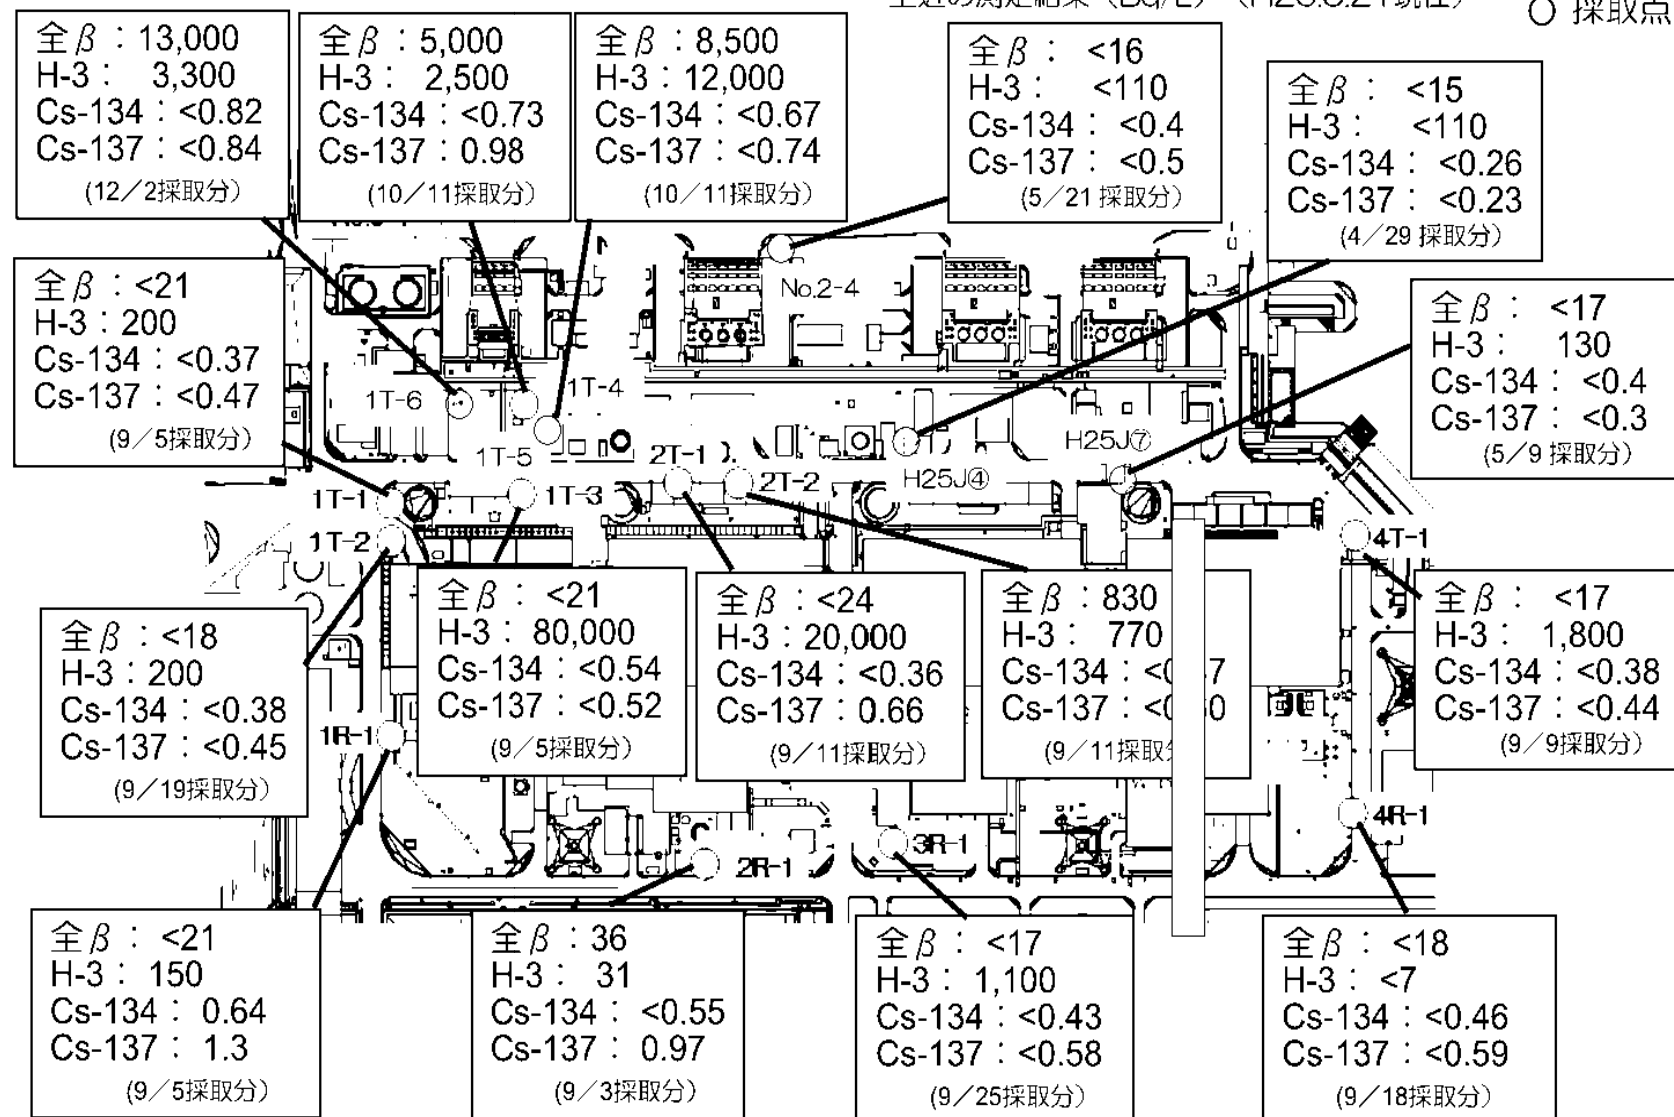 ○ 採取点
全β：13,000
H-3： 3,300
Cs-134：<0.82
Cs-137：<0.84
(12／2採取分)
全β：5,000
H-3： 2,500
Cs-134：<0.73
Cs-137：0.98
(10／11採取分)
全β：8,500
H-3：12,000
Cs-134：<0.67
Cs-137：<0.74
(10／11採取分)
全β： <16
H-3： <110
Cs-134： <0.4
Cs-137： <0.5
(5／21 採取分)
全β： <15
H-3： <110
Cs-134： <0.26
Cs-137： <0.23
(4／29 採取分)
全β：<21
H-3：200
Cs-134：<0.37
Cs-137：<0.47
(9／5採取分)
No.2-4
全β： <17
H-3： 130
Cs-134： <0.4
Cs-137： <0.3
(5／9 採取分)
1T-6
1T-4
1T-5
2T-1
2T-2
H25J④
H25J⑦
1T-1
1T-3
1T-2
4T-1
全β：<18
H-3：200
Cs-134：<0.38
Cs-137：<0.45
(9／19採取分)
全β： <21
H-3：80,000
Cs-134：<0.54
Cs-137：<0.52
(9／5採取分)
全β：<24
H-3：20,000
Cs-134：<0.36
Cs-137：0.66
(9／11採取分)
全β：830
H-3： 770
Cs-134：
Cs-137：
(9／11採取
全β： <17
H-3： 1,800
Cs-134：<0.38
Cs-137：<0.44
(9／9採取分)
1R-1
2R-1
3R-1
4R-1
全β： <21
H-3：150
Cs-134： 0.64
Cs-137： 1.3
(9／5採取分)
全β：36
H-3： 31
Cs-134： <0.55
Cs-137： 0.97
(9／3採取分)
全β： <17
H-3：1,100
Cs-134：<0.43
Cs-137：<0.58
(9／25採取分)
全β： <18
H-3：<7
Cs-134：<0.46
Cs-137：<0.59
(9／18採取分)